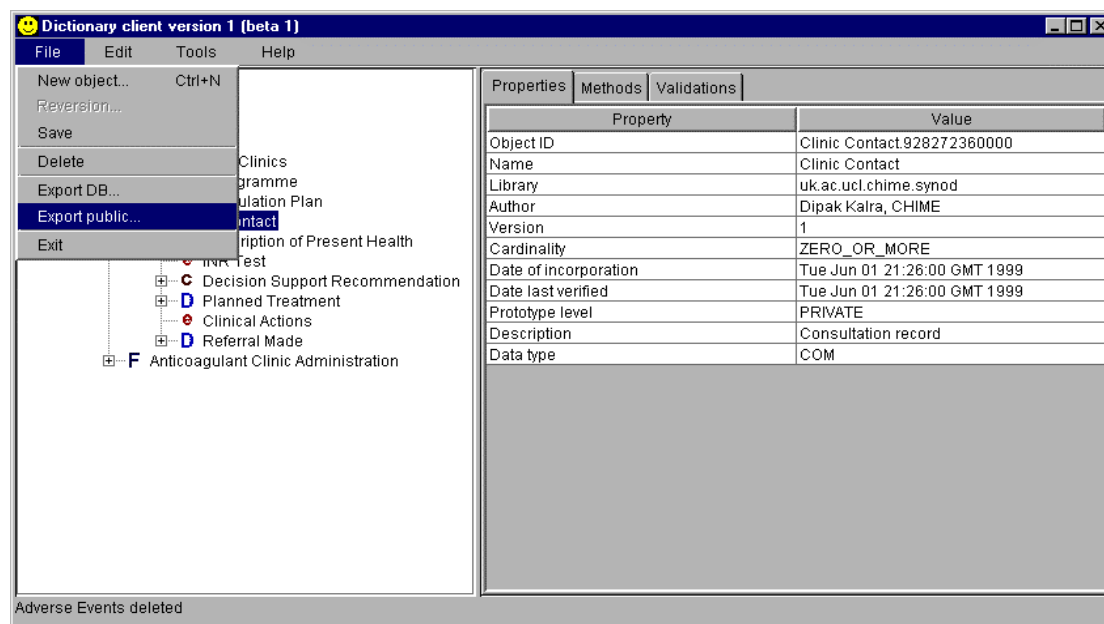 Dictionary client version 1 (beta 1)
File Edit Tools Help
New object... Ctrl+N
Reversion...
Save
Delete
Export DB...
Export public...
Exit
Clinics
gramme
ulation Plan
ontact
ription of Present Health
e INR Test
C Decision Support Recommendation
D Planned Treatment
e Clinical Actions
D Referral Made
F Anticoagulant Clinic Administration
Properties Methods Validations
Property Value
Object ID Clinic Contact.928272360000
Name Clinic Contact
Library uk.ac.ucl.chime.synod
Author Dipak Kalra, CHIME
Version 1
Cardinality ZERO_OR_MORE
Date of incorporation Tue Jun 01 21:26:00 GMT 1999
Date last verified Tue Jun 01 21:26:00 GMT 1999
Prototype level PRIVATE
Description Consultation record
Data type COM
Adverse Events deleted